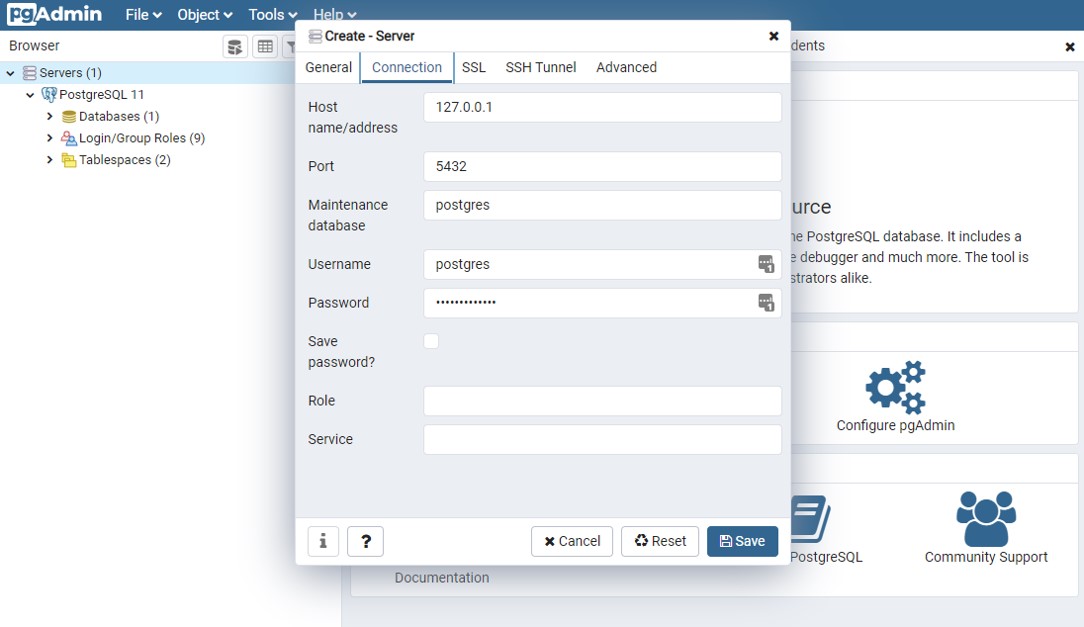 pgAdmin File Object Tools Help
Browser
dents
Servers (1)
PostgreSQL 11
Databases (1)
Login/Group Roles (9)
Tablespaces (2)
Create - Server
General Connection SSL SSH Tunnel Advanced
Host name/address 127.0.0.1
Port 5432
Maintenance database postgres
Username postgres
Password •••••••••••••
Save password?
Role
Service
i ? Cancel Reset Save
urce
PostgreSQL database. It includes a
debugger and much more. The tool is
strators alike.
Configure pgAdmin
PostgreSQL
Documentation
Community Support